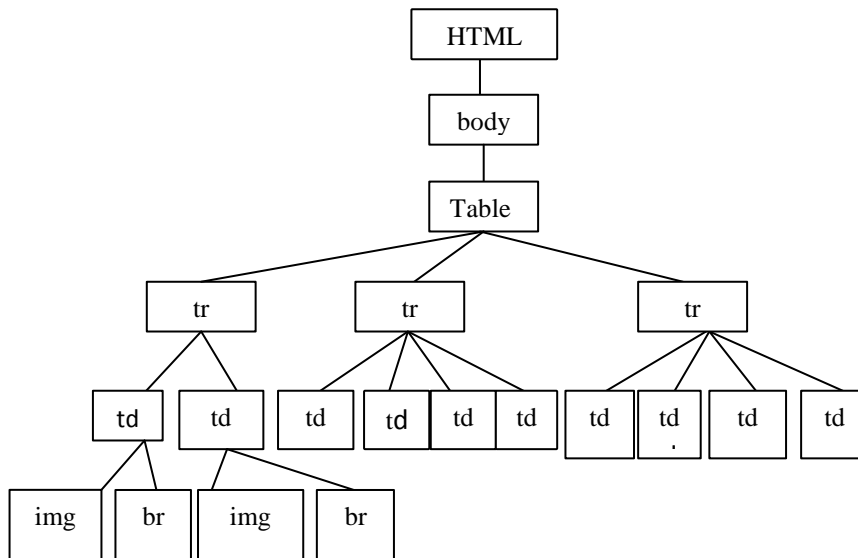 HTML
body
Table
tr tr tr
td td td td td td td td td td
.
img br img br